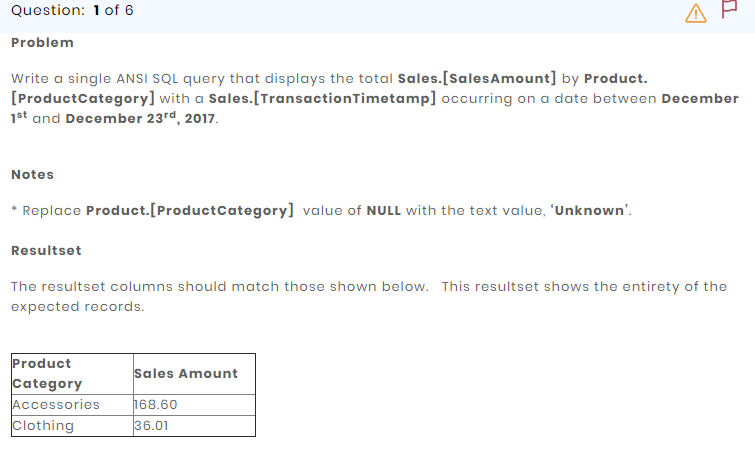 Question: 1 of 6
Problem
Write a single ANSI SQL query that displays the total Sales.[SalesAmount] by Product.
[ProductCategory] with a Sales.[TransactionTimetamp] occurring on a date between December
1st and December 23rd, 2017.
Notes
* Replace Product.[ProductCategory] value of NULL with the text value, ‘Unknown’.
Resultset
The resultset columns should match those shown below. This resultset shows the entirety of the
expected records.
Product
Category
Sales Amount
Accessories 168.60
Clothing 36.01